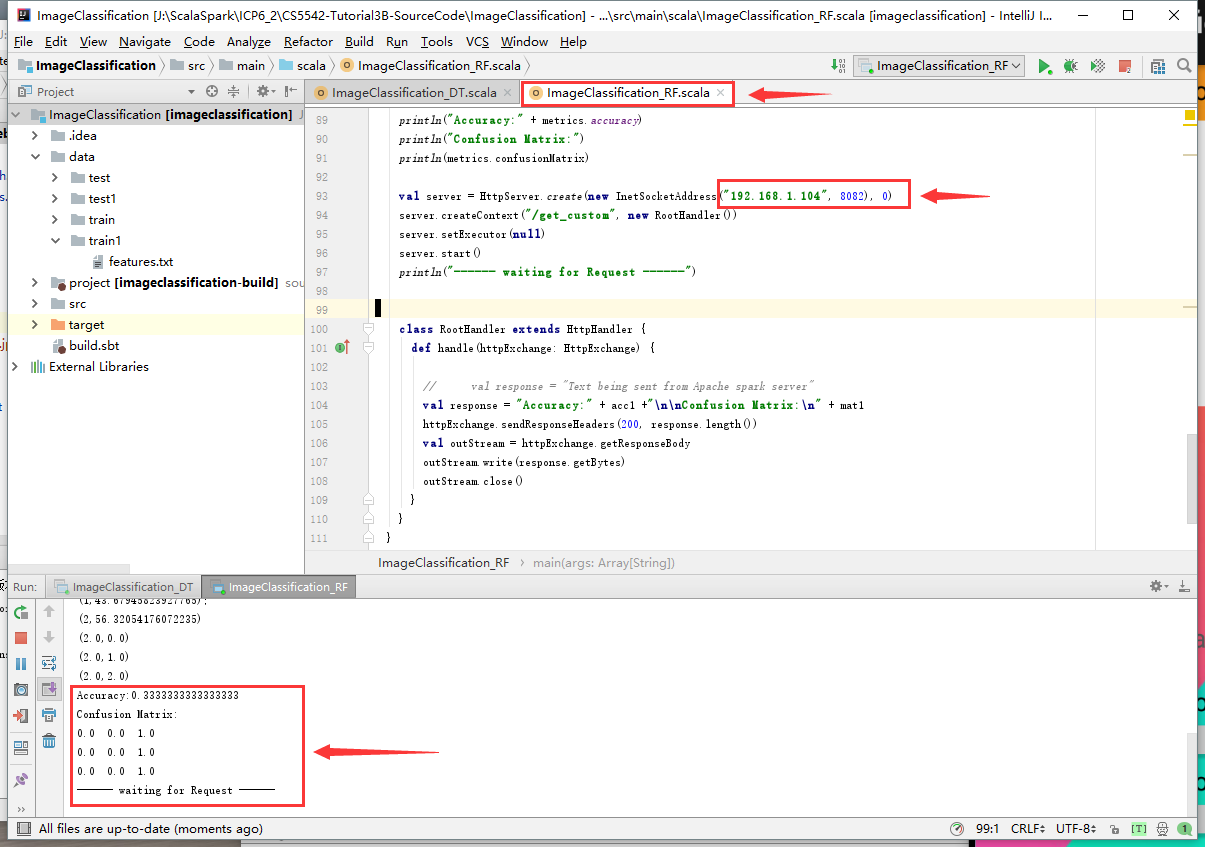 ImageClassification [J:\ScalaSpark\ICP6_2\CS5542-Tutorial3B-SourceCode\ImageClassification] - ...\src\main\scala\ImageClassification_RF.scala [imageclassification] - IntelliJ I...
File Edit View Navigate Code Analyze Refactor Build Run Tools VCS Window Help
ImageClassification src main scala ImageClassification_RF.scala ImageClassification_RF
Project ImageClassification_DT.scala ImageClassification_RF.scala
ImageClassification [imageclassification] J
.idea
data
test
test1
train
train1
features.txt
project [imageclassification-build] sou
src
target
build.sbt
External Libraries
89 println("Accuracy:" + metrics.accuracy)
90 println("Confusion Matrix:")
91 println(metrics.confusionMatrix)
92
93 val server = HttpServer.create(new InetSocketAddress("192.168.1.104", 8082), 0)
94 server.createContext("/get_custom", new RootHandler())
95 server.setExecutor(null)
96 server.start()
97 println("------ waiting for Request ------")
98
99
100 class RootHandler extends HttpHandler {
101 def handle(httpExchange: HttpExchange) {
102
103 // val response = "Text being sent from Apache spark server"
104 val response = "Accuracy:" + acc1 +"\n\nConfusion Matrix:\n" + mat1
105 httpExchange.sendResponseHeaders(200, response.length())
106 val outStream = httpExchange.getResponseBody
107 outStream.write(response.getBytes)
108 outStream.close()
109 }
110 }
111 }
ImageClassification_RF main(args: Array[String])
Run: ImageClassification_DT ImageClassification_RF
(1,43.67945823927765);
(2,56.32054176072235)
(2.0,0.0)
(2.0,1.0)
(2.0,2.0)
Accuracy:0.3333333333333333
Confusion Matrix:
0.0 0.0 1.0
0.0 0.0 1.0
0.0 0.0 1.0
------ waiting for Request ------
All files are up-to-date (moments ago) 99:1 CRLF UTF-8 [T] 1